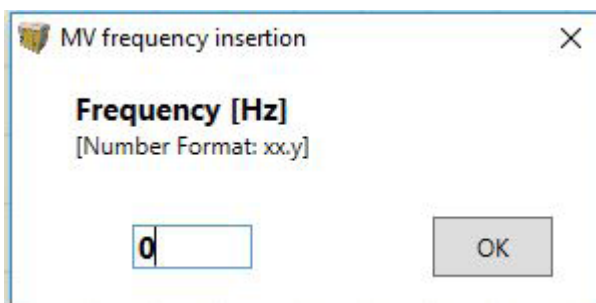 MV frequency insertion
Frequency [Hz]
[Number Format: xx.y]
0
OK